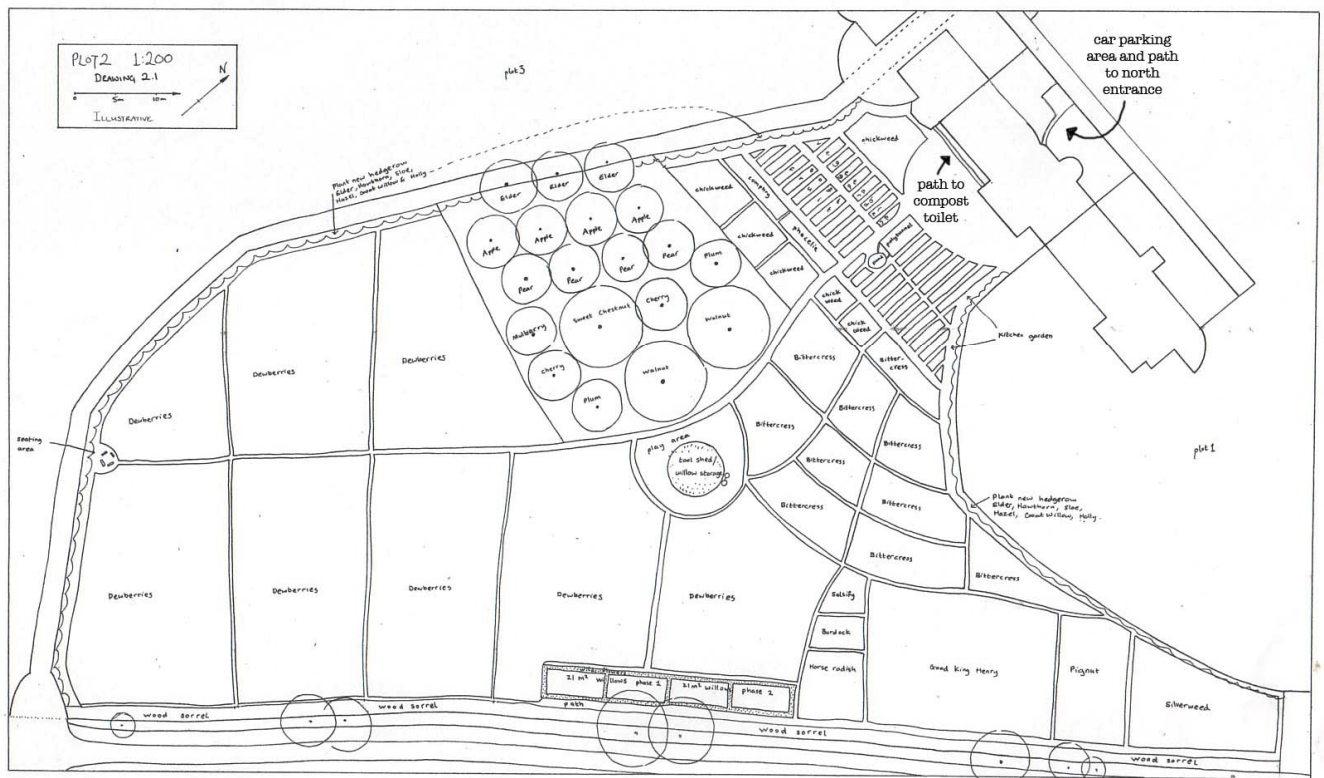 PLOT 2 1:200
DRAWING 2.1
N
0 5m 10m
ILLUSTRATIVE
plot 3
car parking
area and path
to north
entrance
path to
compost
toilet
Plant new hedgerow
Elder, Hawthorn, Sloe,
Hazel, Goat Willow & Holly
Elder
Elder
Elder
Apple
Apple
Apple
Apple
Pear
Pear
Pear
Pear
Plum
Mulberry
Sweet Chestnut
Cherry
Walnut
Cherry
Walnut
Plum
chickweed
chickweed
comfrey
phacelia
chickweed
chickweed
polytunnel
chick
weed
chick
weed
kitchen garden
Bitter-
cress
Bittercress
Bittercress
Bittercress
Bittercress
Bittercress
Bittercress
Bittercress
Bittercress
Bittercress
plot 1
Plant new hedgerow
Elder, Hawthorn, Sloe,
Hazel, Goat Willow, Holly.
seating
area
Dewberries
Dewberries
Dewberries
play area
tool shed/
willow storage
Dewberries
Dewberries
Dewberries
Dewberries
Dewberries
Salsify
Burdock
Horse radish
Good King Henry
Pignut
Silverweed
21 m² Willows phase 1
21m² willow phase 2
path
wood sorrel
wood sorrel
wood sorrel
wood sorrel